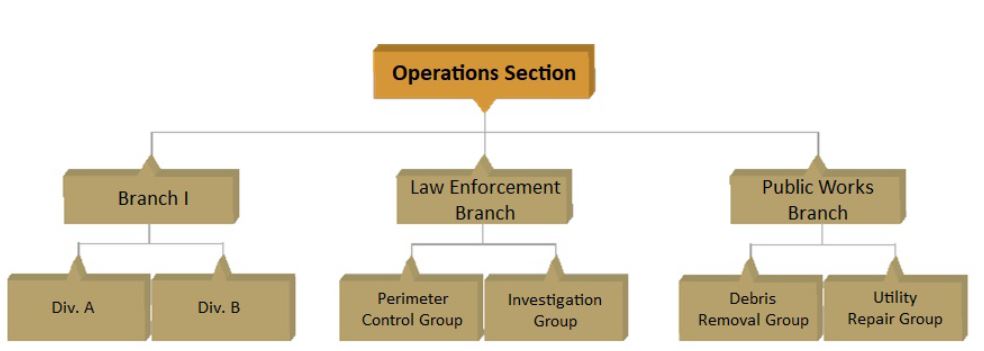 Operations Section
Branch I
Law Enforcement
Branch
Public Works
Branch
Div. A
Div. B
Perimeter
Control Group
Investigation
Group
Debris
Removal Group
Utility
Repair Group